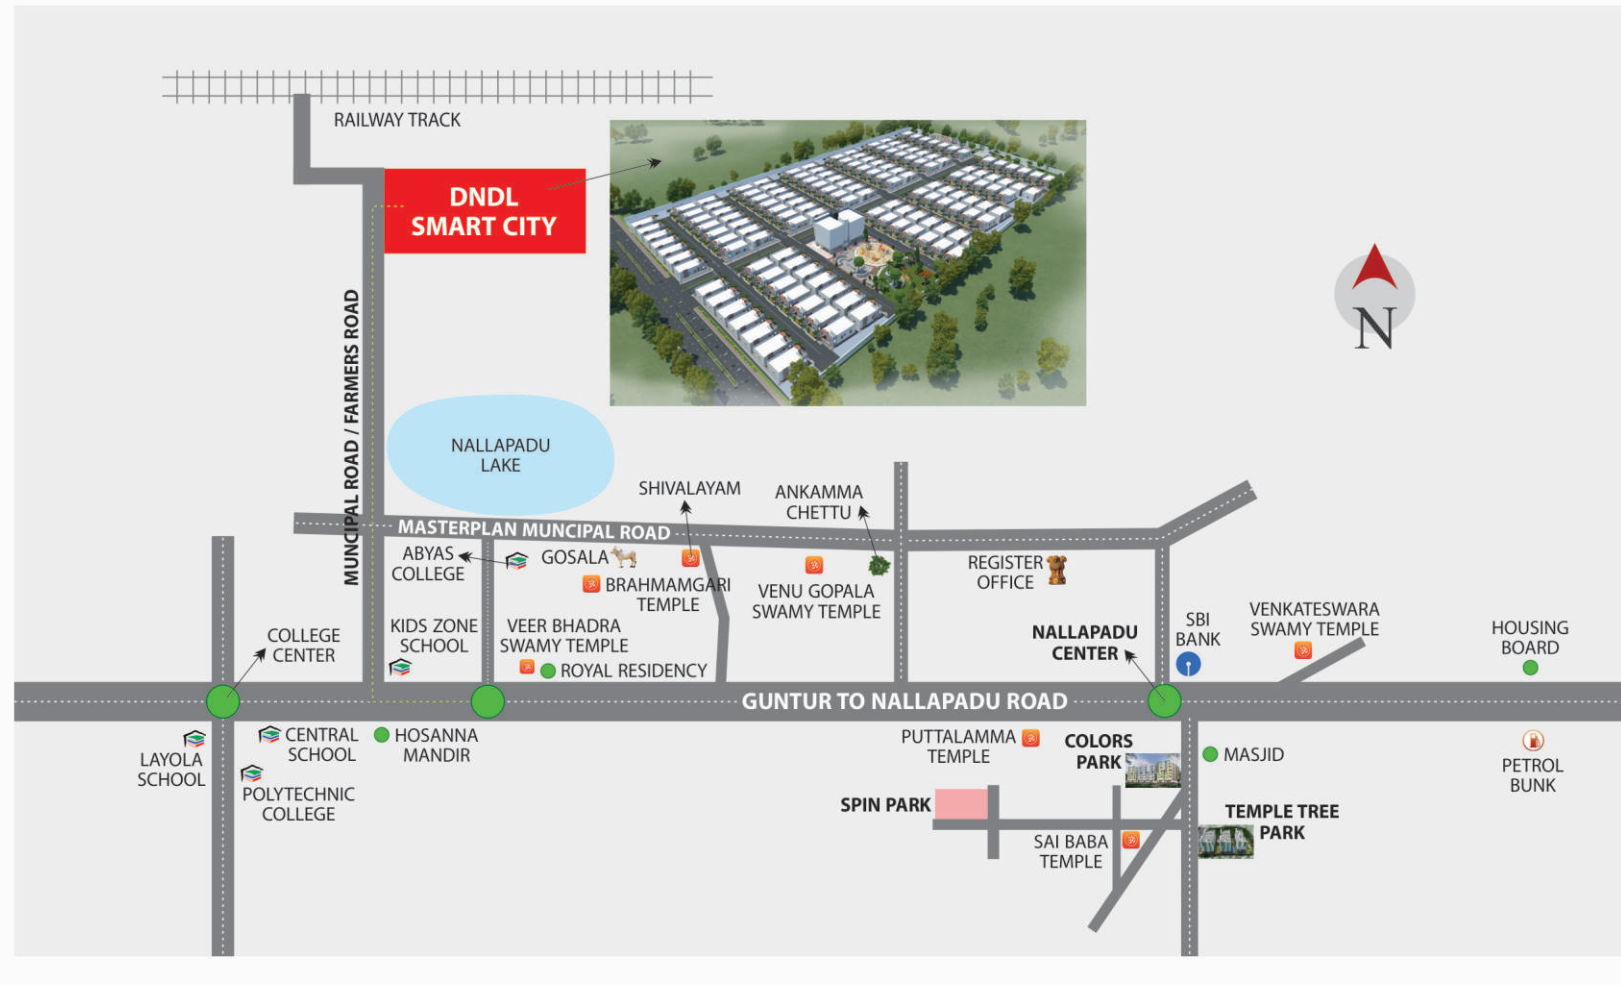 RAILWAY TRACK
DNDL
SMART CITY
N
MUNCIPAL ROAD / FARMERS ROAD
NALLAPADU
LAKE
SHIVALAYAM
ANKAMMA
CHETTU
MASTERPLAN MUNCIPAL ROAD
ABYAS
COLLEGE
GOSALA
BRAHMAMGARI
TEMPLE
VENU GOPALA
SWAMY TEMPLE
REGISTER
OFFICE
COLLEGE
CENTER
KIDS ZONE
SCHOOL
VEER BHADRA
SWAMY TEMPLE
ROYAL RESIDENCY
NALLAPADU
CENTER
SBI
BANK
VENKATESWARA
SWAMY TEMPLE
HOUSING
BOARD
GUNTUR TO NALLAPADU ROAD
LAYOLA
SCHOOL
CENTRAL
SCHOOL
HOSANNA
MANDIR
POLYTECHNIC
COLLEGE
PUTTALAMMA
TEMPLE
COLORS
PARK
MASJID
PETROL
BUNK
SPIN PARK
SAI BABA
TEMPLE
TEMPLE TREE
PARK